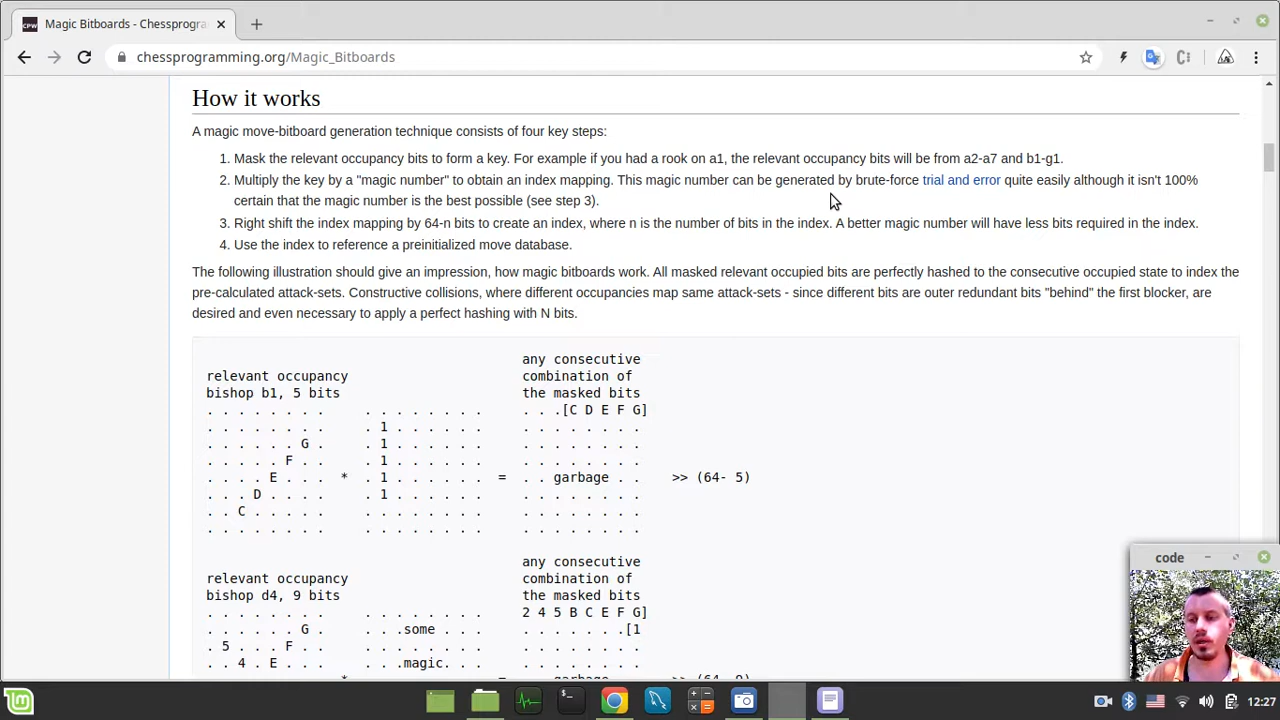 CPW Magic Bitboards - Chessprogra
chessprogramming.org/Magic_Bitboards
How it works
A magic move-bitboard generation technique consists of four key steps:
1. Mask the relevant occupancy bits to form a key. For example if you had a rook on a1, the relevant occupancy bits will be from a2-a7 and b1-g1.
2. Multiply the key by a "magic number" to obtain an index mapping. This magic number can be generated by brute-force trial and error quite easily although it isn't 100%
certain that the magic number is the best possible (see step 3).
3. Right shift the index mapping by 64-n bits to create an index, where n is the number of bits in the index. A better magic number will have less bits required in the index.
4. Use the index to reference a preinitialized move database.
The following illustration should give an impression, how magic bitboards work. All masked relevant occupied bits are perfectly hashed to the consecutive occupied state to index the
pre-calculated attack-sets. Constructive collisions, where different occupancies map same attack-sets - since different bits are outer redundant bits "behind" the first blocker, are
desired and even necessary to apply a perfect hashing with N bits.
any consecutive
relevant occupancy combination of
bishop b1, 5 bits the masked bits
. . . . . . . . . . . . . . . . . . .[C D E F G]
. . . . . . . . . 1 . . . . . . . . . . . . . .
. . . . . . G . . 1 . . . . . . . . . . . . . .
. . . . . F . . . 1 . . . . . . . . . . . . . .
. . . . E . . . * . 1 . . . . . . = . . garbage . . >> (64- 5)
. . . D . . . . . 1 . . . . . . . . . . . . . .
. . C . . . . . . . . . . . . . . . . . . . . .
. . . . . . . . . . . . . . . . . . . . . . . .
any consecutive
relevant occupancy combination of
bishop d4, 9 bits the masked bits
. . . . . . . . . . . . . . . . 2 4 5 B C E F G]
. . . . . . G . . . .some . . . . . . . . . .[1
. 5 . . . F . . . . .magic. . . . . . . . . . .
. . 4 . E . . . . . . . . . . . . . . . . . . .
* >> (64- 9)
code
12:27